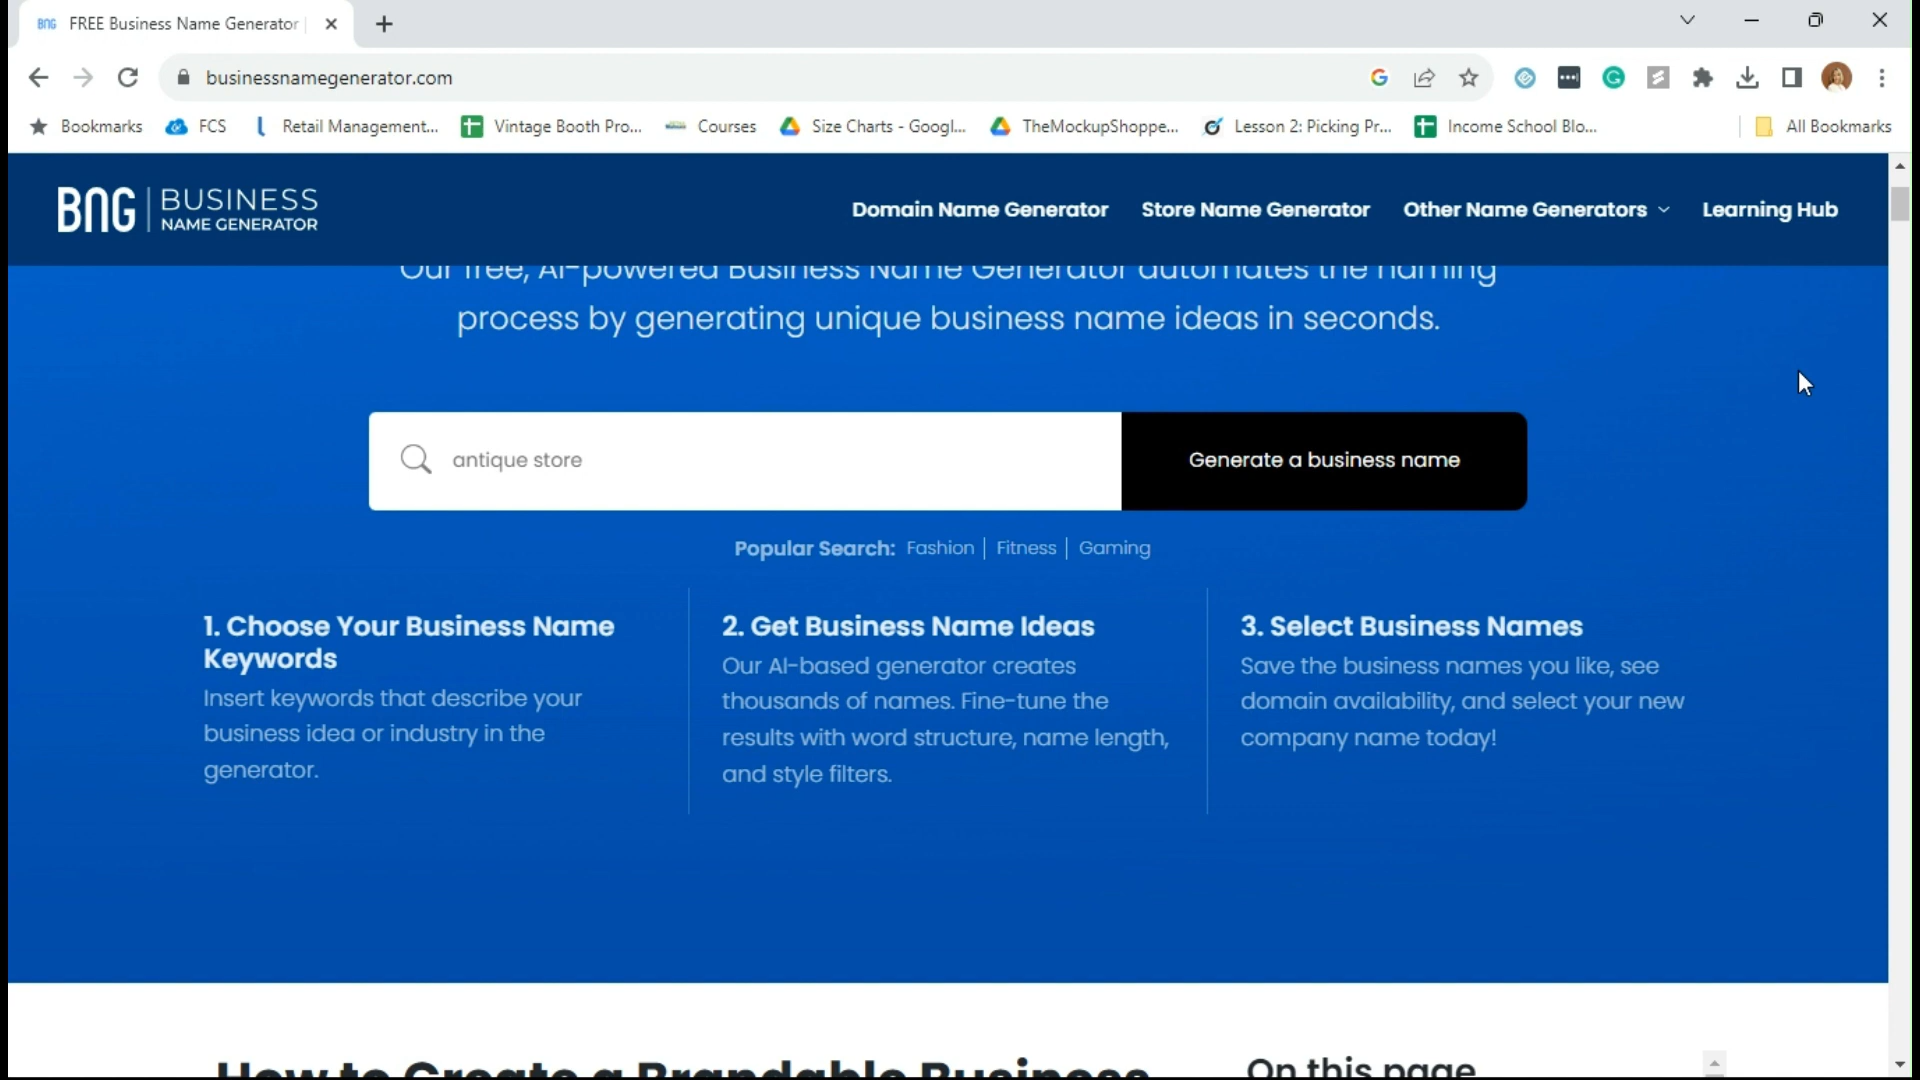 BNG FREE Business Name Generator
businessnamegenerator.com
Bookmarks FCS Retail Management... Vintage Booth Pro... Courses Size Charts - Googl... TheMockupShoppe... Lesson 2: Picking Pr... Income School Blo... All Bookmarks
BNG | BUSINESS
NAME GENERATOR
Domain Name Generator Store Name Generator Other Name Generators Learning Hub
Our free, AI-powered Business Name Generator automates the naming
process by generating unique business name ideas in seconds.
antique store
Generate a business name
Popular Search: Fashion | Fitness | Gaming
1. Choose Your Business Name
Keywords
Insert keywords that describe your
business idea or industry in the
generator.
2. Get Business Name Ideas
Our AI-based generator creates
thousands of names. Fine-tune the
results with word structure, name length,
and style filters.
3. Select Business Names
Save the business names you like, see
domain availability, and select your new
company name today!
How to Create a Brandable Business
On this page